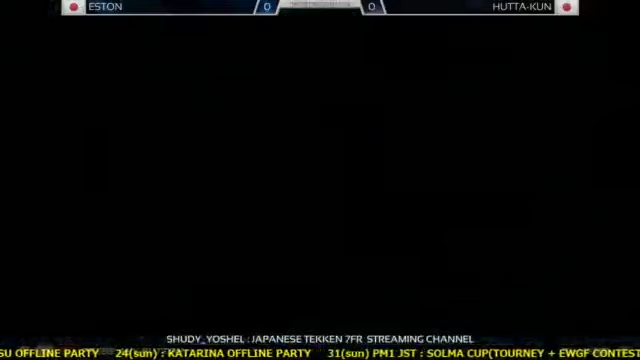 ESTON 0 0 HUTTA-KUN
SHUDY_YOSHEL : JAPANESE TEKKEN 7FR STREAMING CHANNEL
SU OFFLINE PARTY 24(sun) : KATARINA OFFLINE PARTY 31(sun) PM1 JST : SOLMA CUP(TOURNEY + EWGF CONTEST